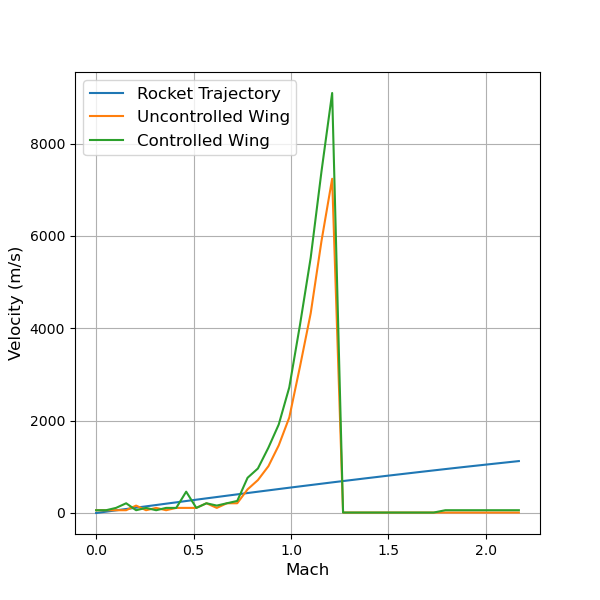 Rocket Trajectory
Uncontrolled Wing
Controlled Wing
8000
6000
4000
2000
0
Velocity (m/s)
0.0 0.5 1.0 1.5 2.0
Mach